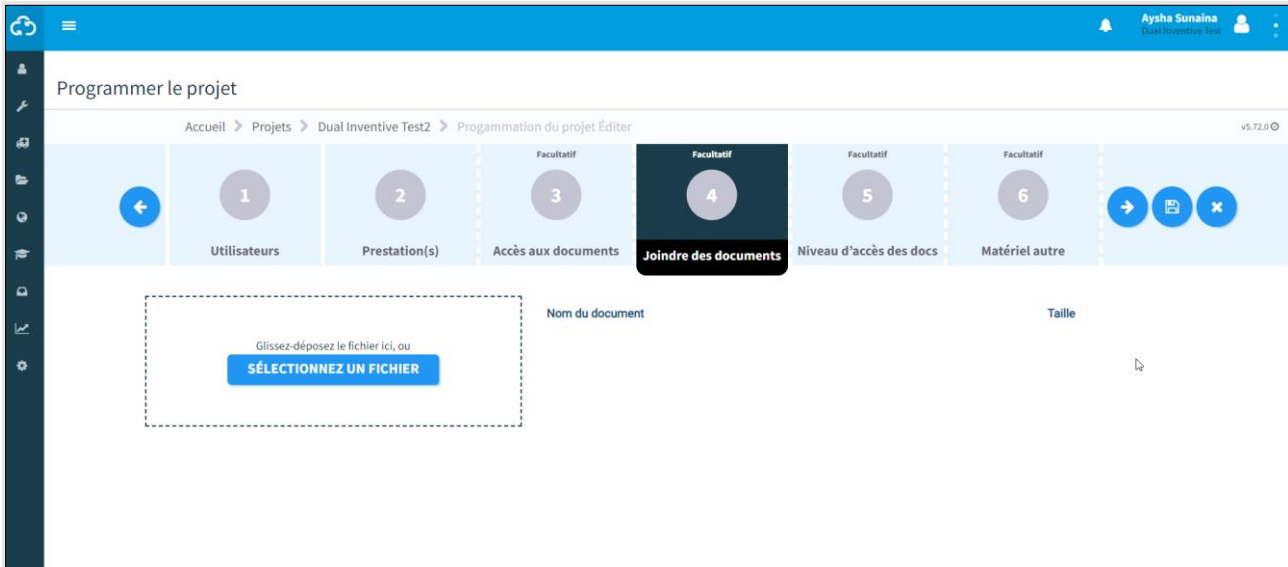 Aysha Sunaina
Dual Inventive Test
Programmer le projet
Accueil Projets Dual Inventive Test2 Progammation du projet Éditer
v5.72.0
1
Utilisateurs
2
Prestation(s)
Facultatif
3
Accès aux documents
Facultatif
4
Joindre des documents
Facultatif
5
Niveau d'accès des docs
Facultatif
6
Matériel autre
Glissez-déposez le fichier ici, ou
SÉLECTIONNEZ UN FICHIER
Nom du document
Taille